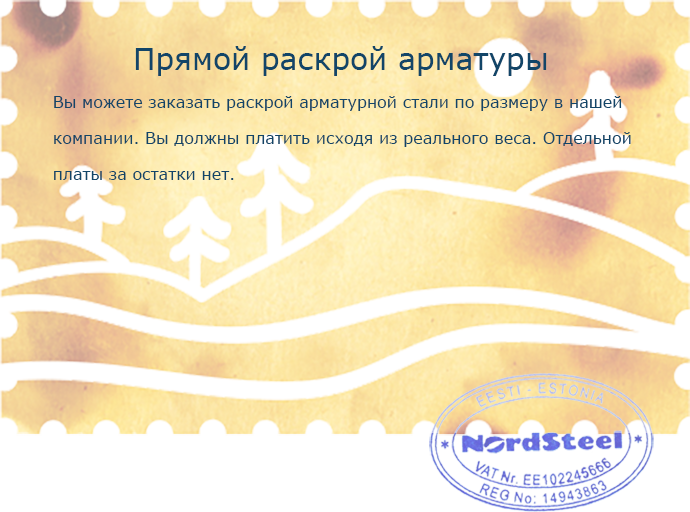 Прямой раскрой арматуры
Вы можете заказать раскрой арматурной стали по размеру в нашей
компании. Вы должны платить исходя из реального веса. Отдельной
платы за остатки нет.
EESTI - ESTONIA
* NordSteel *
VAT Nr. EE102245666
REG No: 14943863